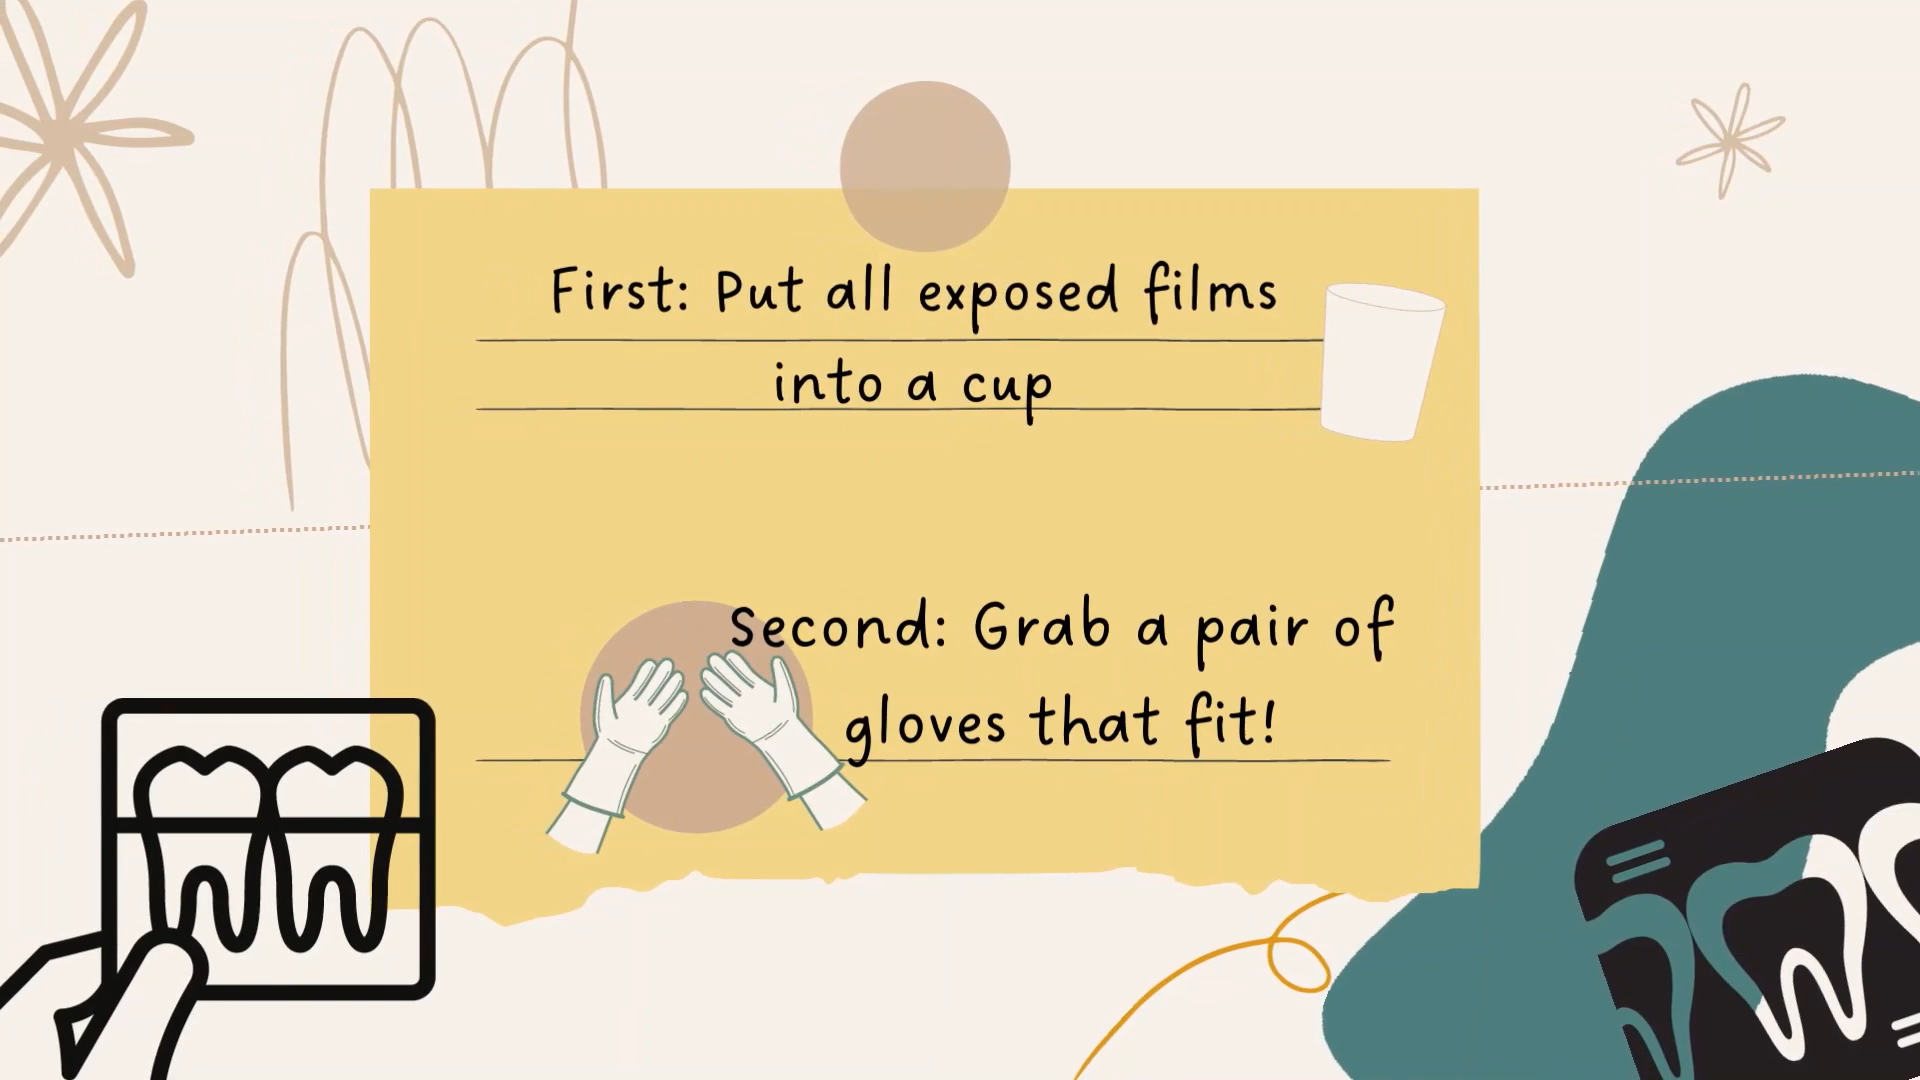 First: Put all exposed films
into a cup
Second: Grab a pair of
gloves that fit!